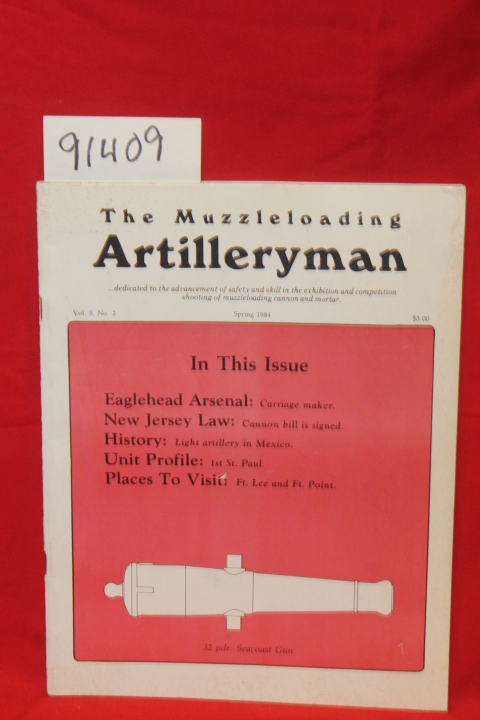 91409
The Muzzleloading
Artilleryman
...dedicated to the advancement of safety and skill in the exhibition and competition
shooting of muzzleloading cannon and mortar.
Vol. 5, No. 3 Spring 1984 $3.00
In This Issue
Eaglehead Arsenal: Carriage maker.
New Jersey Law: Cannon bill is signed.
History: Light artillery in Mexico.
Unit Profile: 1st St. Paul.
Places To Visit: Ft. Lee and Ft. Point.
32 pdr. Seacoast Gun